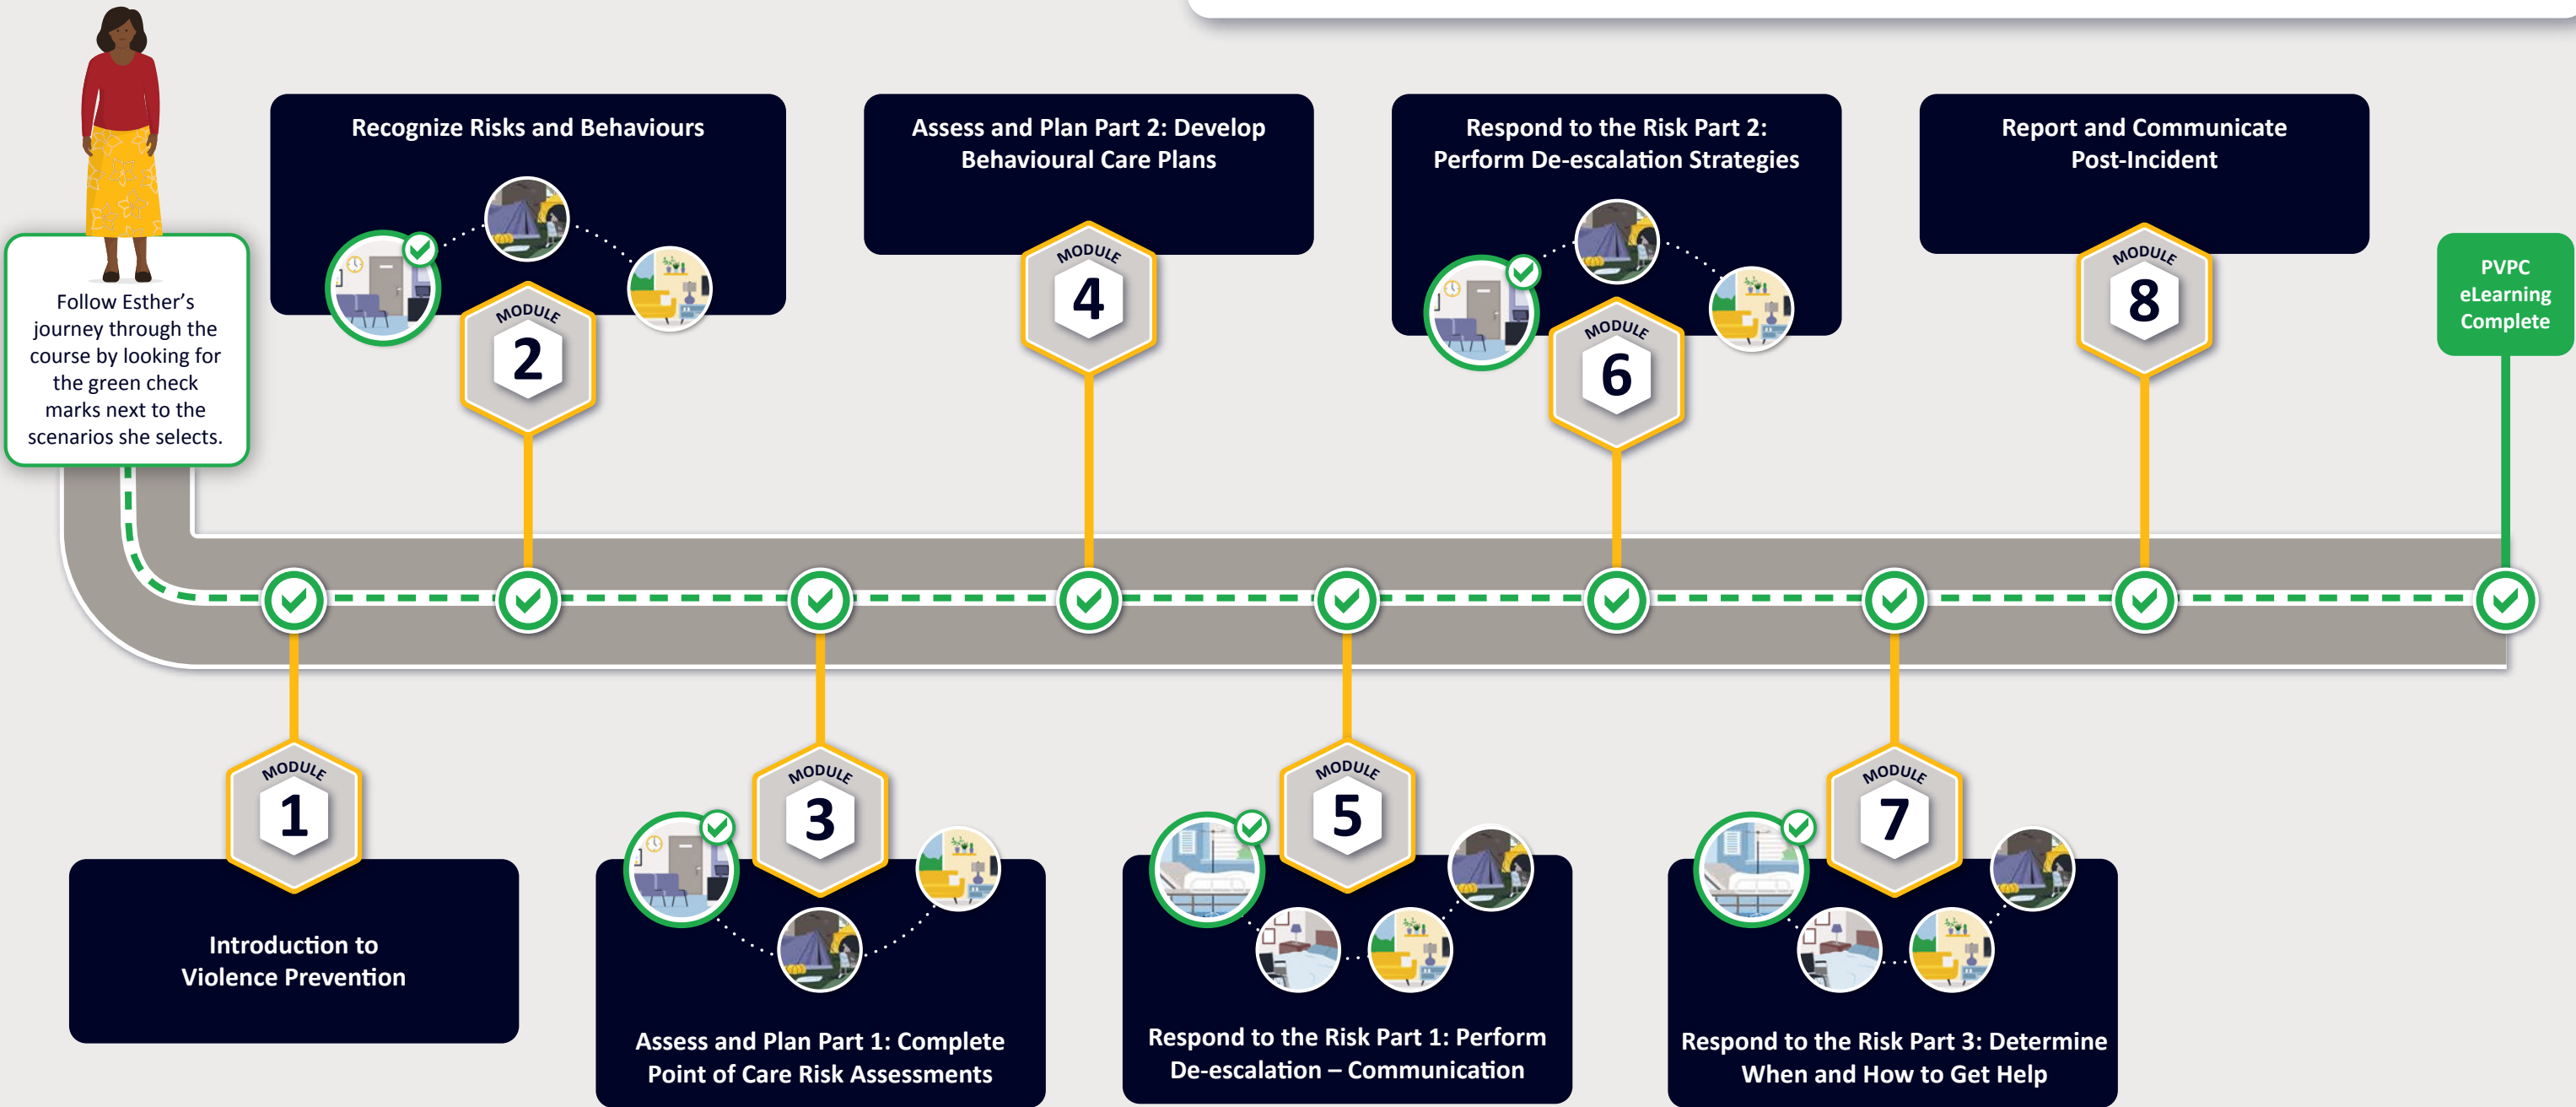 Follow Esther's
journey through the
course by looking for
the green check
marks next to the
scenarios she selects.
MODULE
1
Introduction to
Violence Prevention
Recognize Risks and Behaviours
MODULE
2
MODULE
3
Assess and Plan Part 1: Complete
Point of Care Risk Assessments
Assess and Plan Part 2: Develop
Behavioural Care Plans
MODULE
4
MODULE
5
Respond to the Risk Part 1: Perform
De-escalation – Communication
Respond to the Risk Part 2:
Perform De-escalation Strategies
MODULE
6
MODULE
7
Respond to the Risk Part 3: Determine
When and How to Get Help
Report and Communicate
Post-Incident
MODULE
8
PVPC
eLearning
Complete